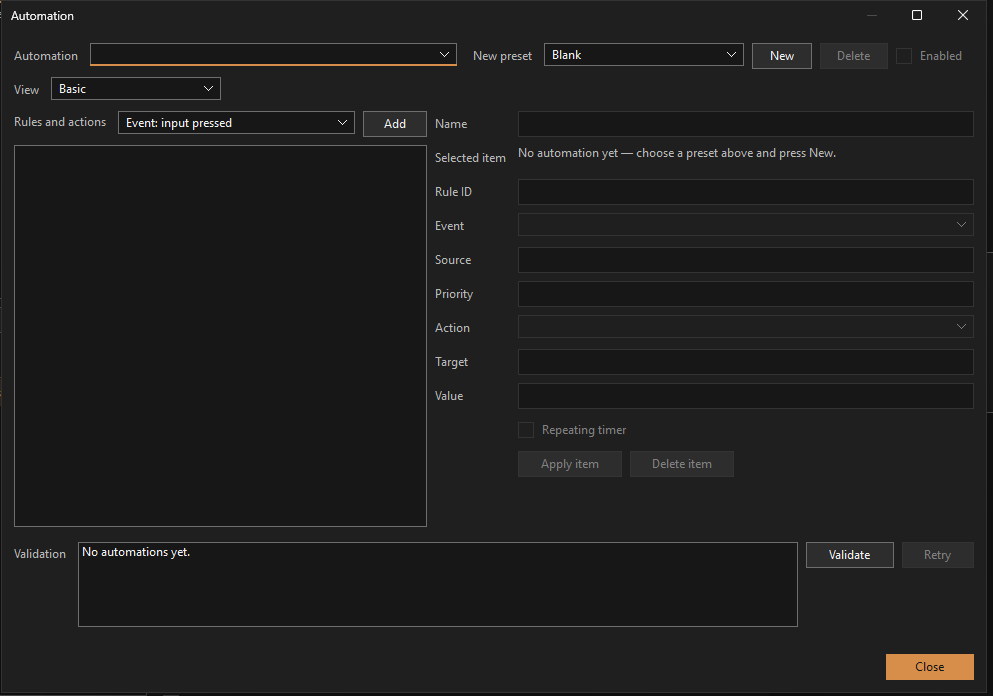 Automation
Automation New preset Blank New Delete Enabled
View Basic
Rules and actions Event: input pressed Add Name
Selected item No automation yet — choose a preset above and press New.
Rule ID
Event
Source
Priority
Action
Target
Value
Repeating timer
Apply item Delete item
Validation No automations yet. Validate Retry
Close